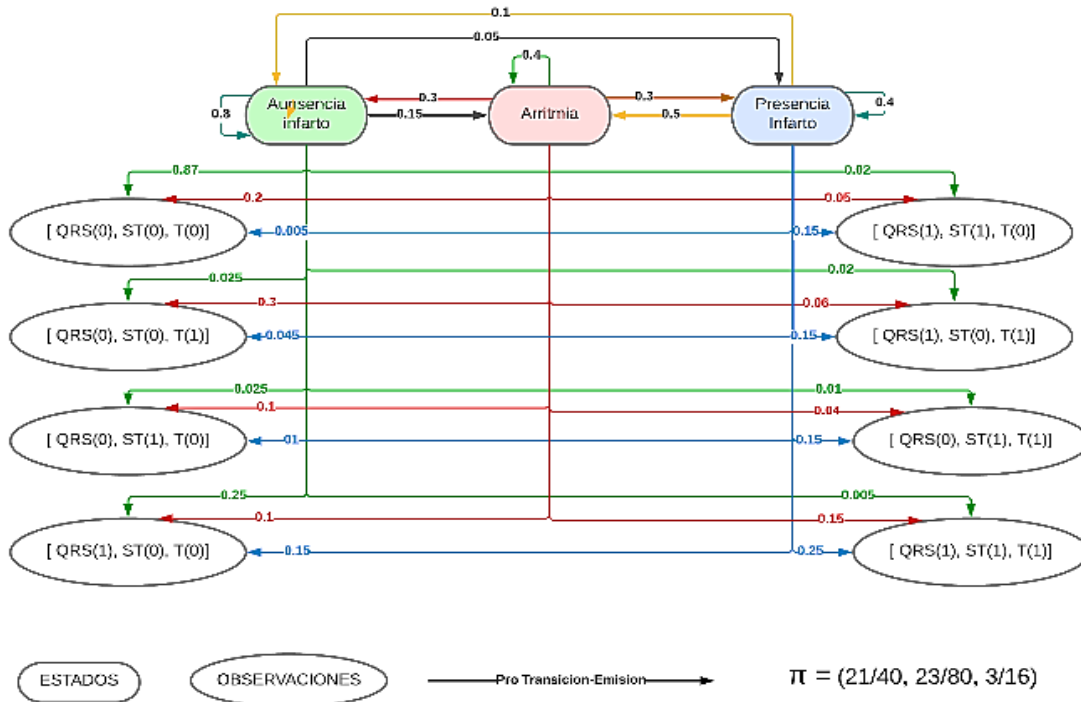 0.1
0.05
0.4
Aunsencia
infarto
0.3
0.15
Arritmia
0.3
0.5
Presencia
Infarto
0.8
0.4
0.87
0.02
0.2
0.05
[ QRS(0), ST(0), T(0)]
0.005
0.15
[ QRS(1), ST(1), T(0)]
0.025
0.02
0.3
0.06
[ QRS(0), ST(0), T(1)]
0.045
0.15
[ QRS(1), ST(0), T(1)]
0.025
0.01
0.1
0.04
[ QRS(0), ST(1), T(0)]
01
0.15
[ QRS(0), ST(1), T(1)]
0.25
0.005
0.1
0.15
[ QRS(1), ST(0), T(0)]
0.15
0.25
[ QRS(1), ST(1), T(1)]
ESTADOS
OBSERVACIONES
Pro Transicion-Emision
π = (21/40, 23/80, 3/16)